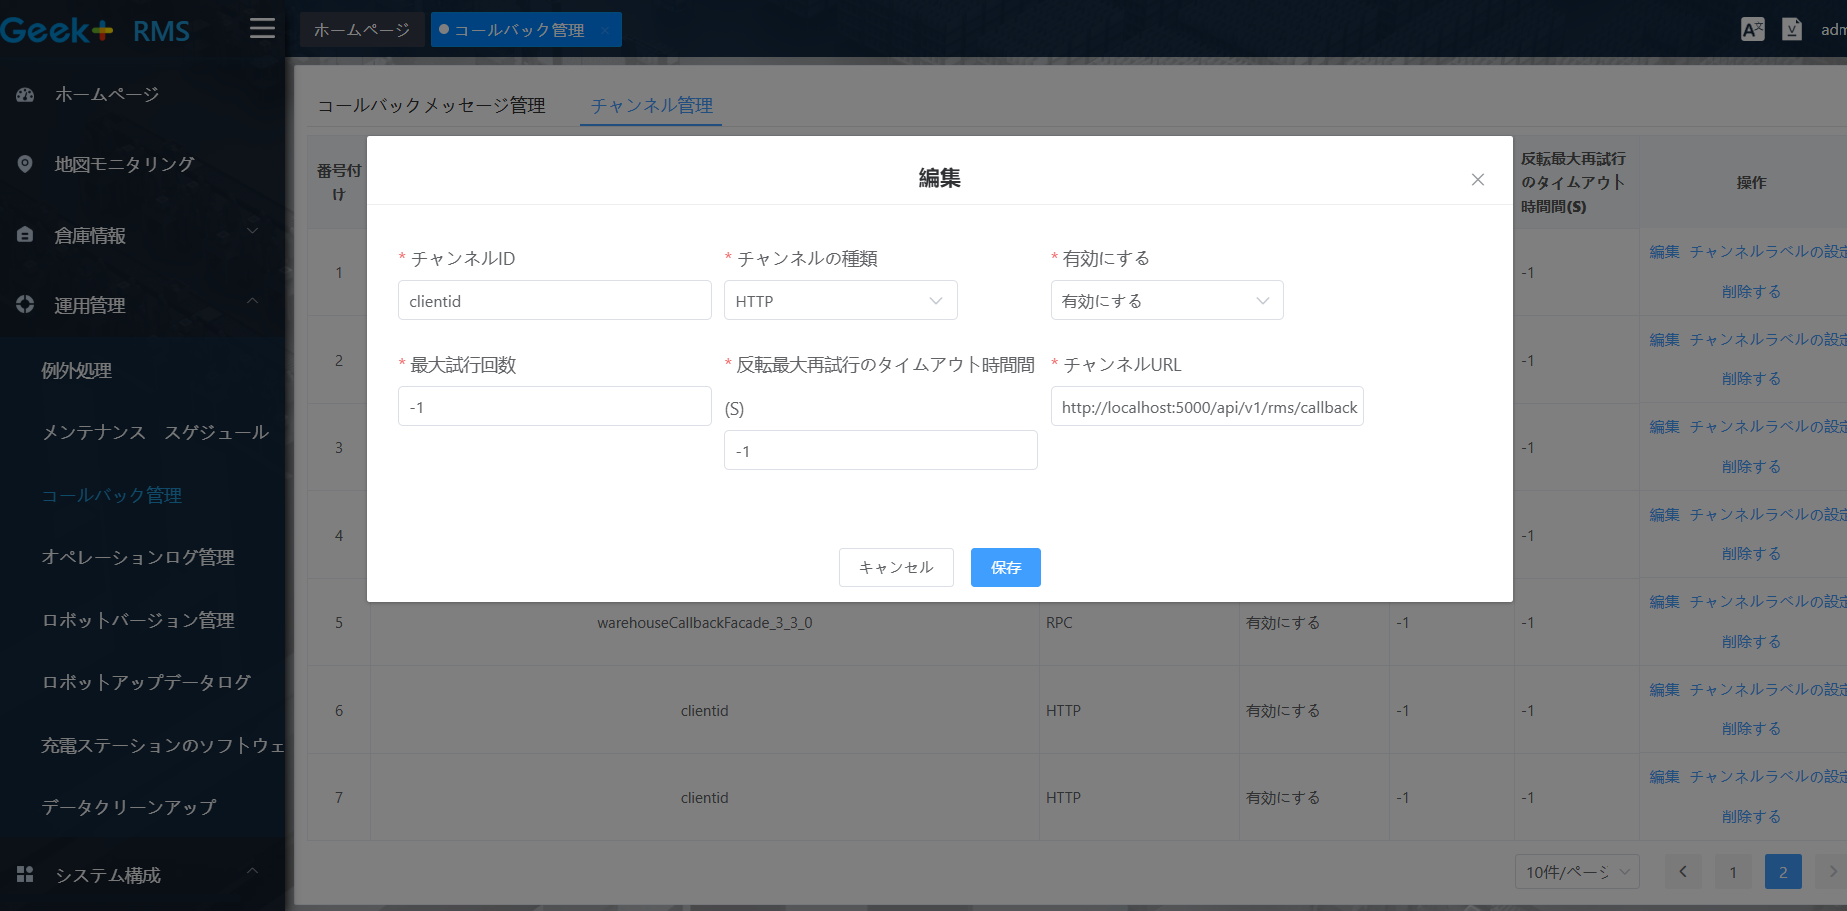 Geek+ RMS
ホームページ
コールバック管理
ホームページ
地図モニタリング
倉庫情報
運用管理
例外処理
メンテナンス　スゲジュール
コールバック管理
オペレーションログ管理
ロボットバージョン管理
ロボットアップデータログ
充電ステーションのソフトウェ
データクリーンアップ
システム構成
コールバックメッセージ管理
チャンネル管理
番号付
け
反転最大再試行
のタイムアウト
時間間(S)
操作
編集
* チャンネルID
* チャンネルの種類
* 有効にする
clientid
HTTP
有効にする
* 最大試行回数
* 反転最大再試行のタイムアウト時間間
(S)
* チャンネルURL
-1
-1
http://localhost:5000/api/v1/rms/callback
キャンセル
保存
1
-1
編集 チャンネルラベルの設定
削除する
2
-1
編集 チャンネルラベルの設定
削除する
3
-1
編集 チャンネルラベルの設定
削除する
4
-1
編集 チャンネルラベルの設定
削除する
5
warehouseCallbackFacade_3_3_0
RPC
有効にする
-1
-1
編集 チャンネルラベルの設定
削除する
6
clientid
HTTP
有効にする
-1
-1
編集 チャンネルラベルの設定
削除する
7
clientid
HTTP
有効にする
-1
-1
編集 チャンネルラベルの設定
削除する
10件/ページ
1
2
adm